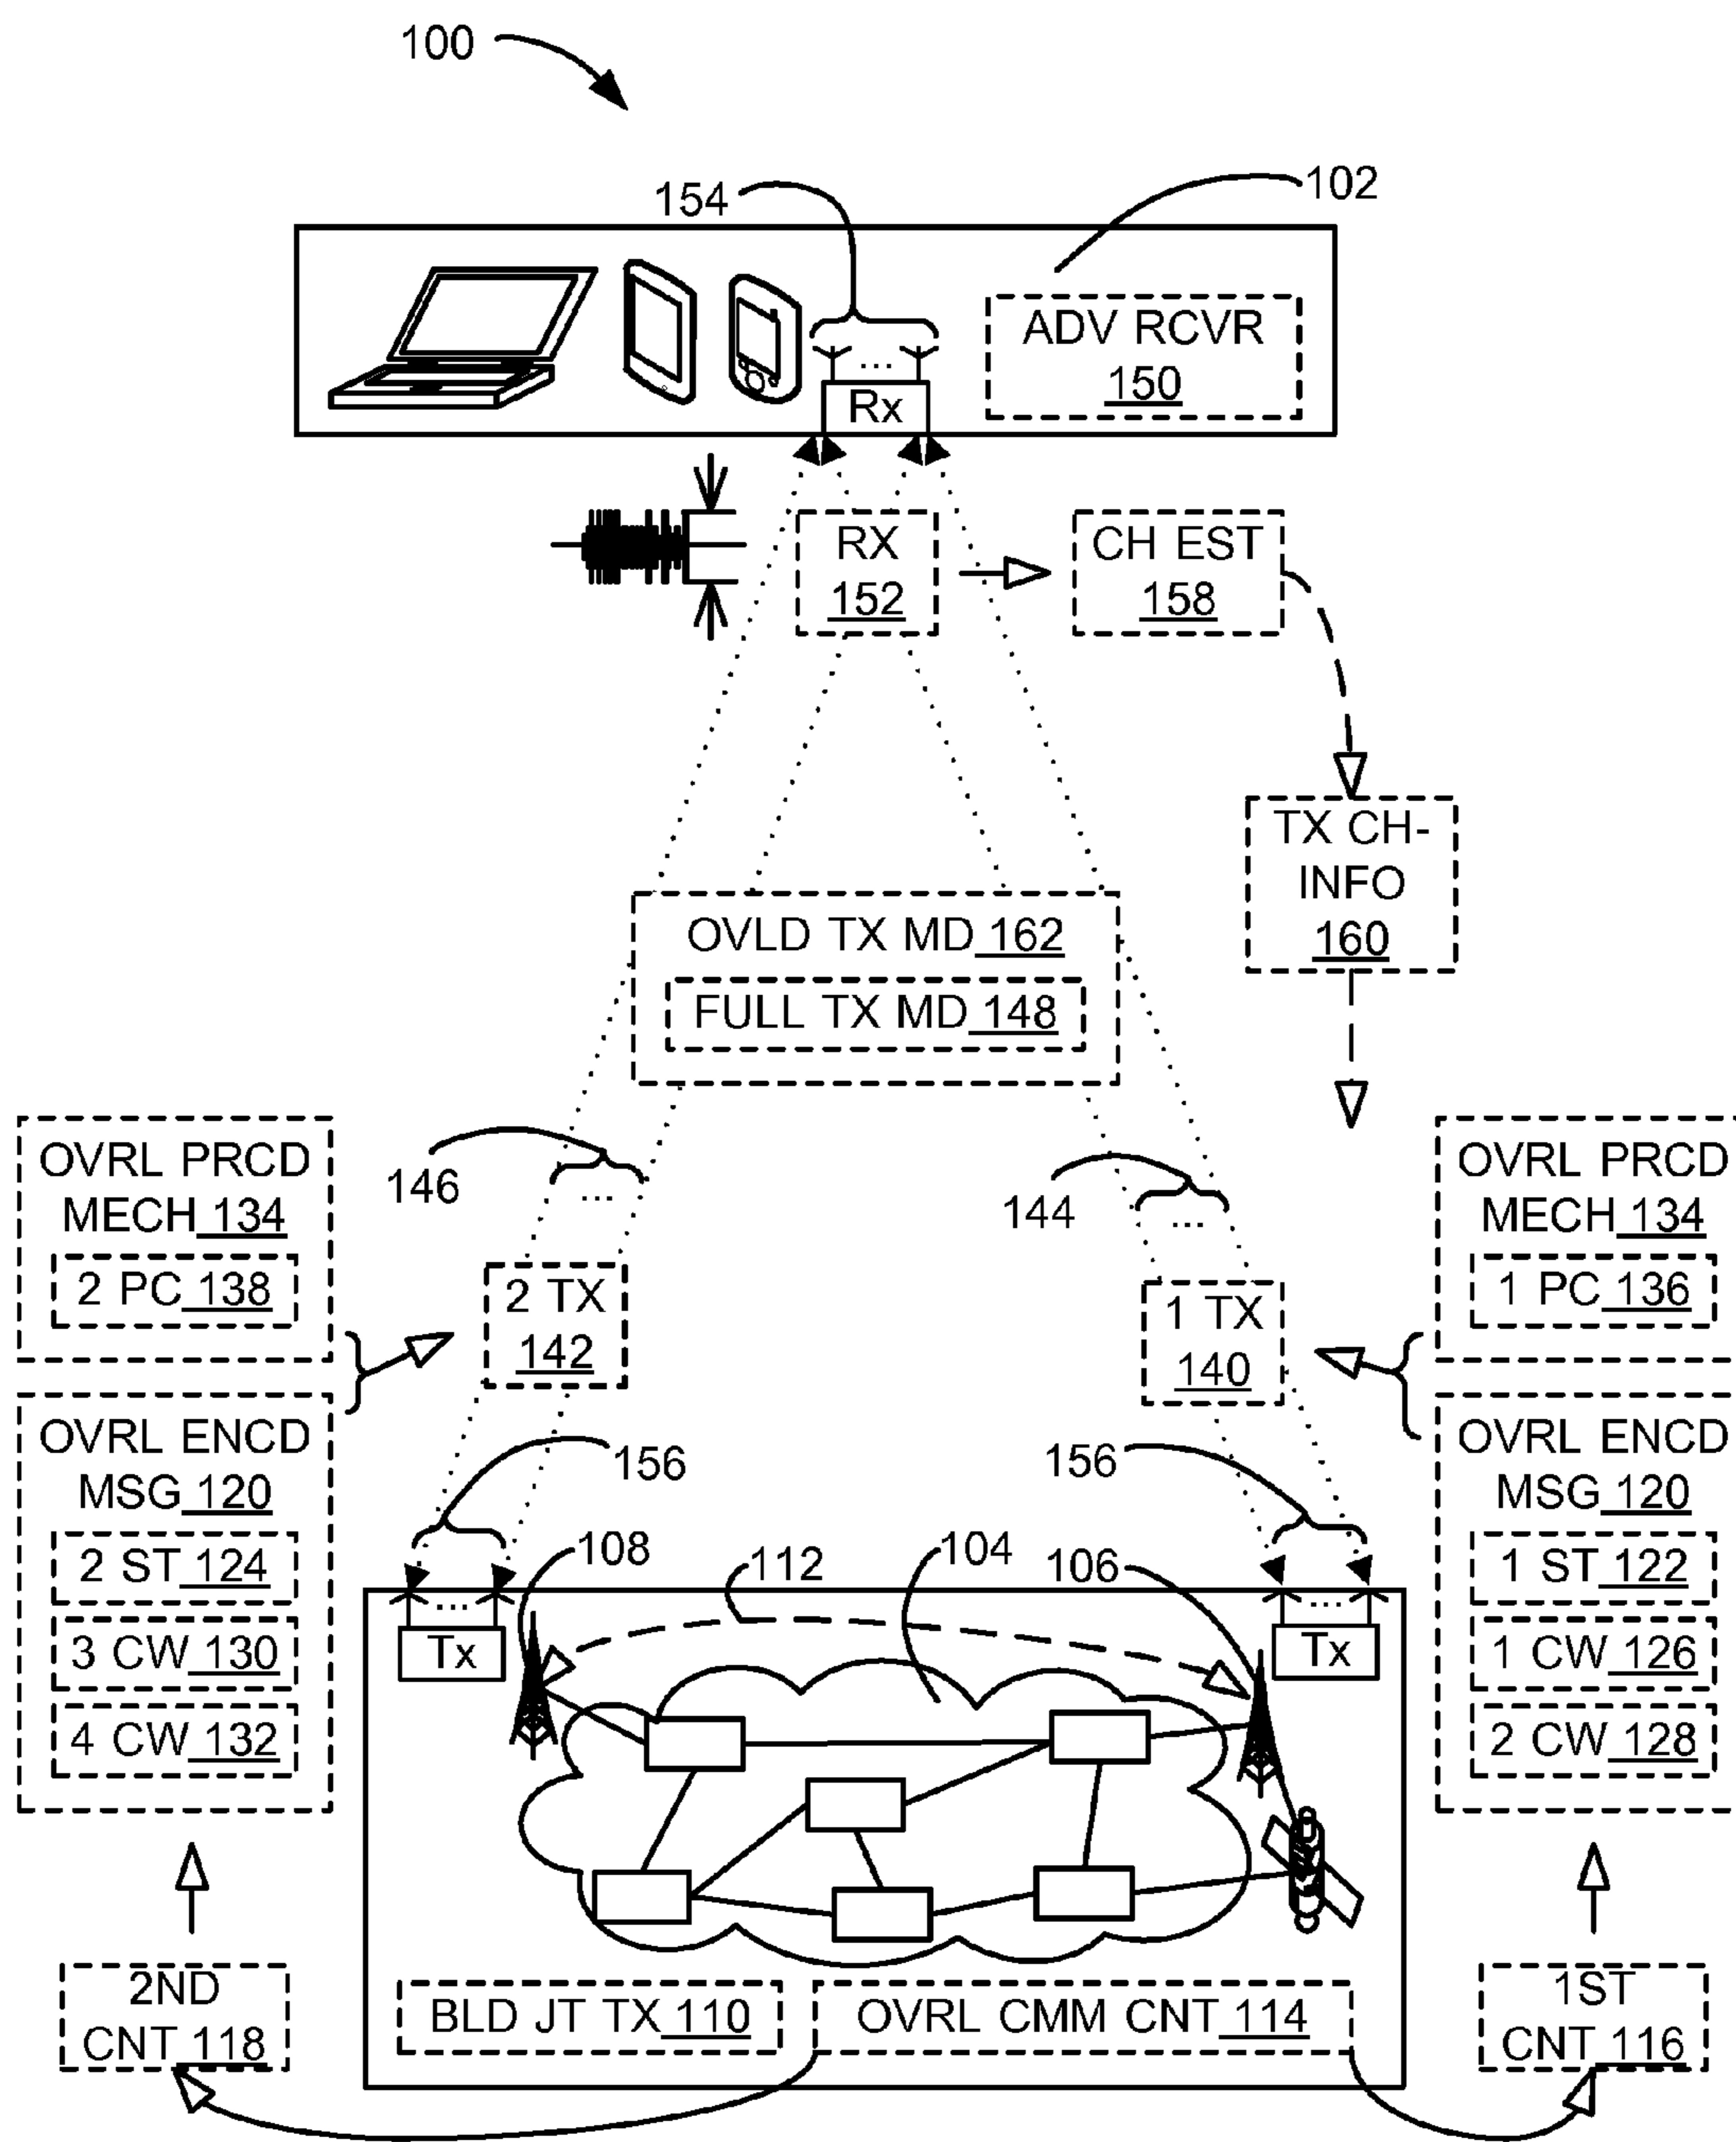 100
154
102
ADV RCVR
150
...
Rx
RX
152
CH EST
158
TX CH-
INFO
160
OVLD TX MD 162
FULL TX MD 148
OVRL PRCD
MECH 134
2 PC 138
146
...
144
...
OVRL PRCD
MECH 134
1 PC 136
2 TX
142
1 TX
140
OVRL ENCD
MSG 120
2 ST 124
3 CW 130
4 CW 132
156
156
OVRL ENCD
MSG 120
1 ST 122
1 CW 126
2 CW 128
108
112
104
106
...
Tx
...
Tx
2ND
CNT 118
BLD JT TX 110
OVRL CMM CNT 114
1ST
CNT 116